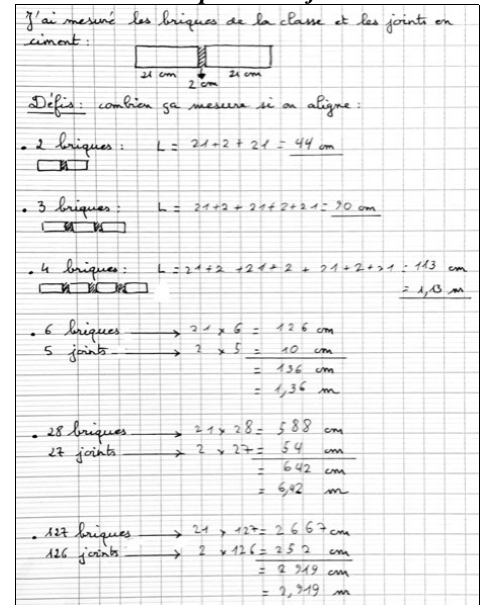 J'ai mesuré les briques de la classe et les joints en
ciment :
21 cm 2 cm 21 cm
Défis : combien ça mesure si on aligne :
. 2 briques : L = 21+2+21 = 44 cm
. 3 briques : L = 21+2+21+2+21 = 90 cm
. 4 briques : L = 21+2+21+2+21+2+21 = 113 cm
= 1,13 m
. 6 briques → 21 x 6 = 126 cm
5 joints → 2 x 5 = 10 cm
= 136 cm
= 1,36 m
. 28 briques → 21 x 28 = 588 cm
27 joints → 2 x 27 = 54 cm
= 642 cm
= 6,42 m
. 127 briques → 21 x 127 = 2667 cm
126 joints → 2 x 126 = 252 cm
= 2919 cm
= 2,919 m